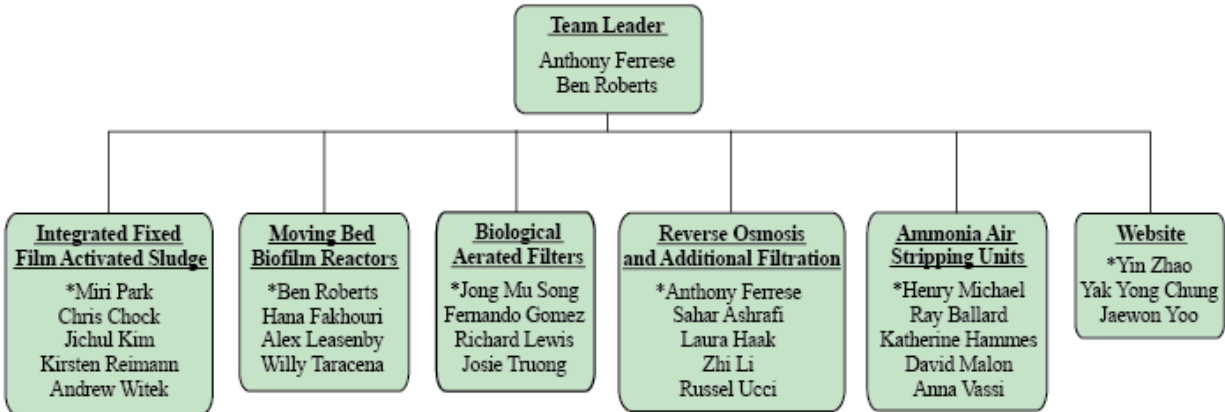 Team Leader
Anthony Ferrese
Ben Roberts
Integrated Fixed
Film Activated Sludge
*Miri Park
Chris Chock
Jichul Kim
Kirsten Reimann
Andrew Witek
Moving Bed
Biofilm Reactors
*Ben Roberts
Hana Fakhouri
Alex Leasenby
Willy Taracena
Biological
Aerated Filters
*Jong Mu Song
Fernando Gomez
Richard Lewis
Josie Truong
Reverse Osmosis
and Additional Filtration
*Anthony Ferrese
Sahar Ashrafi
Laura Haak
Zhi Li
Russel Ucci
Ammonia Air
Stripping Units
*Henry Michael
Ray Ballard
Katherine Hammes
David Malon
Anna Vassi
Website
*Yin Zhao
Yak Yong Chung
Jaewon Yoo